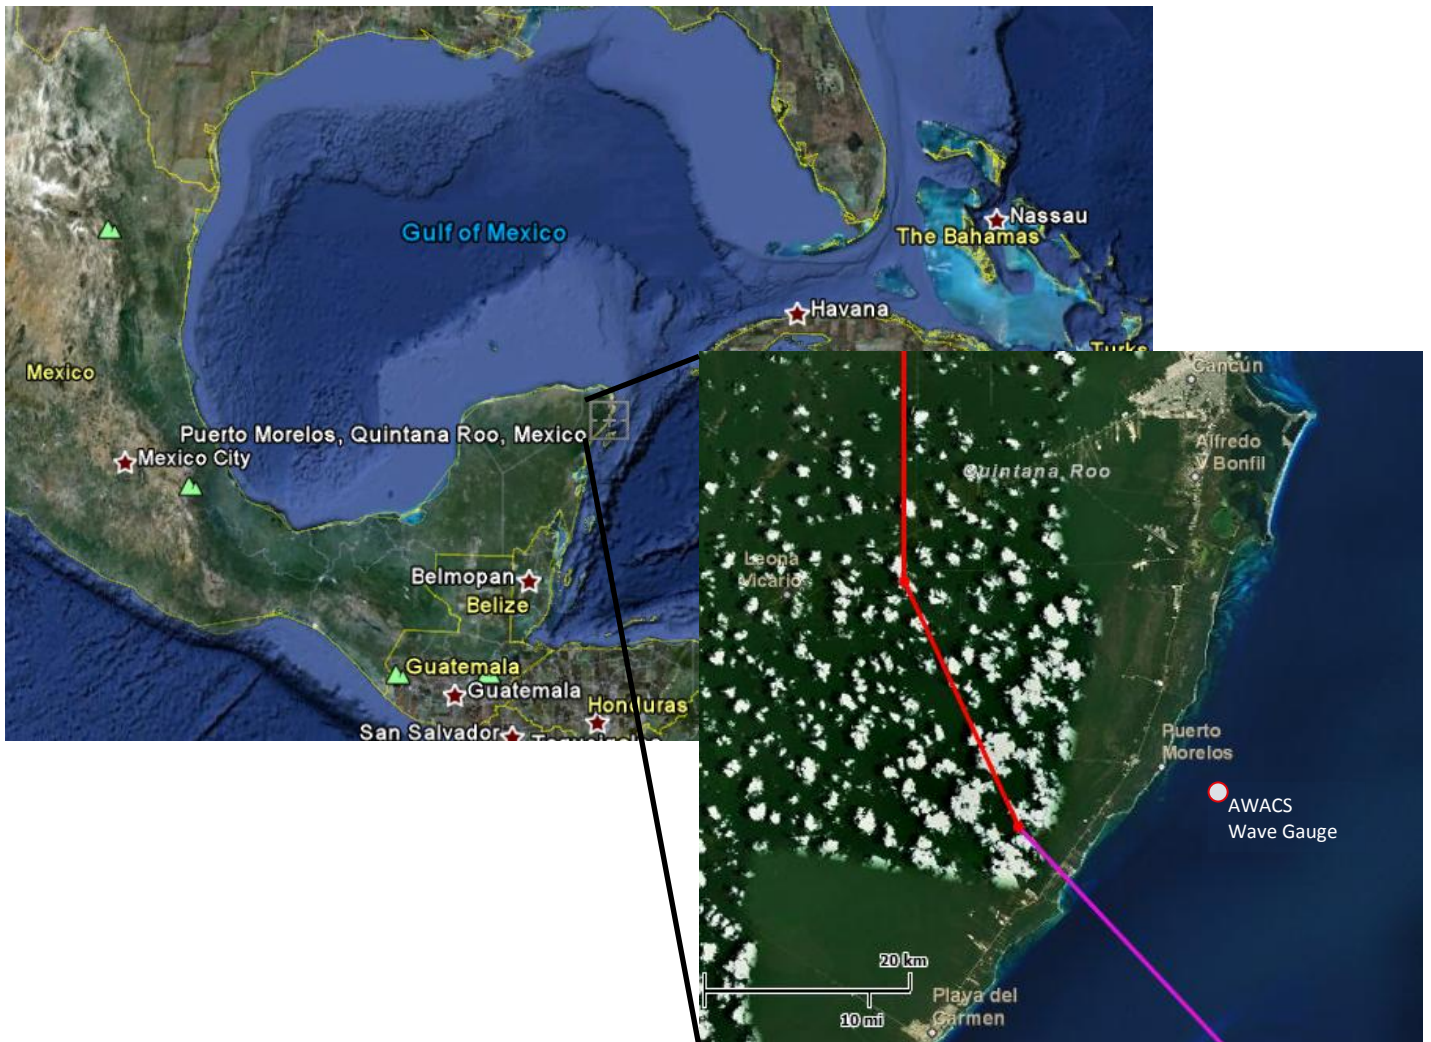 Gulf of Mexico
Nassau
The Bahamas
Havana
Turks
Mexico
Puerto Morelos, Quintana Roo, Mexico
Mexico City
Belmopan
Belize
Guatemala
Guatemala
Honduras
San Salvador
Cancun
Alfredo
V Bonfil
Quintana Roo
Leona
Vicario
Puerto
Morelos
AWACS
Wave Gauge
20 km
10 mi
Playa del
Carmen